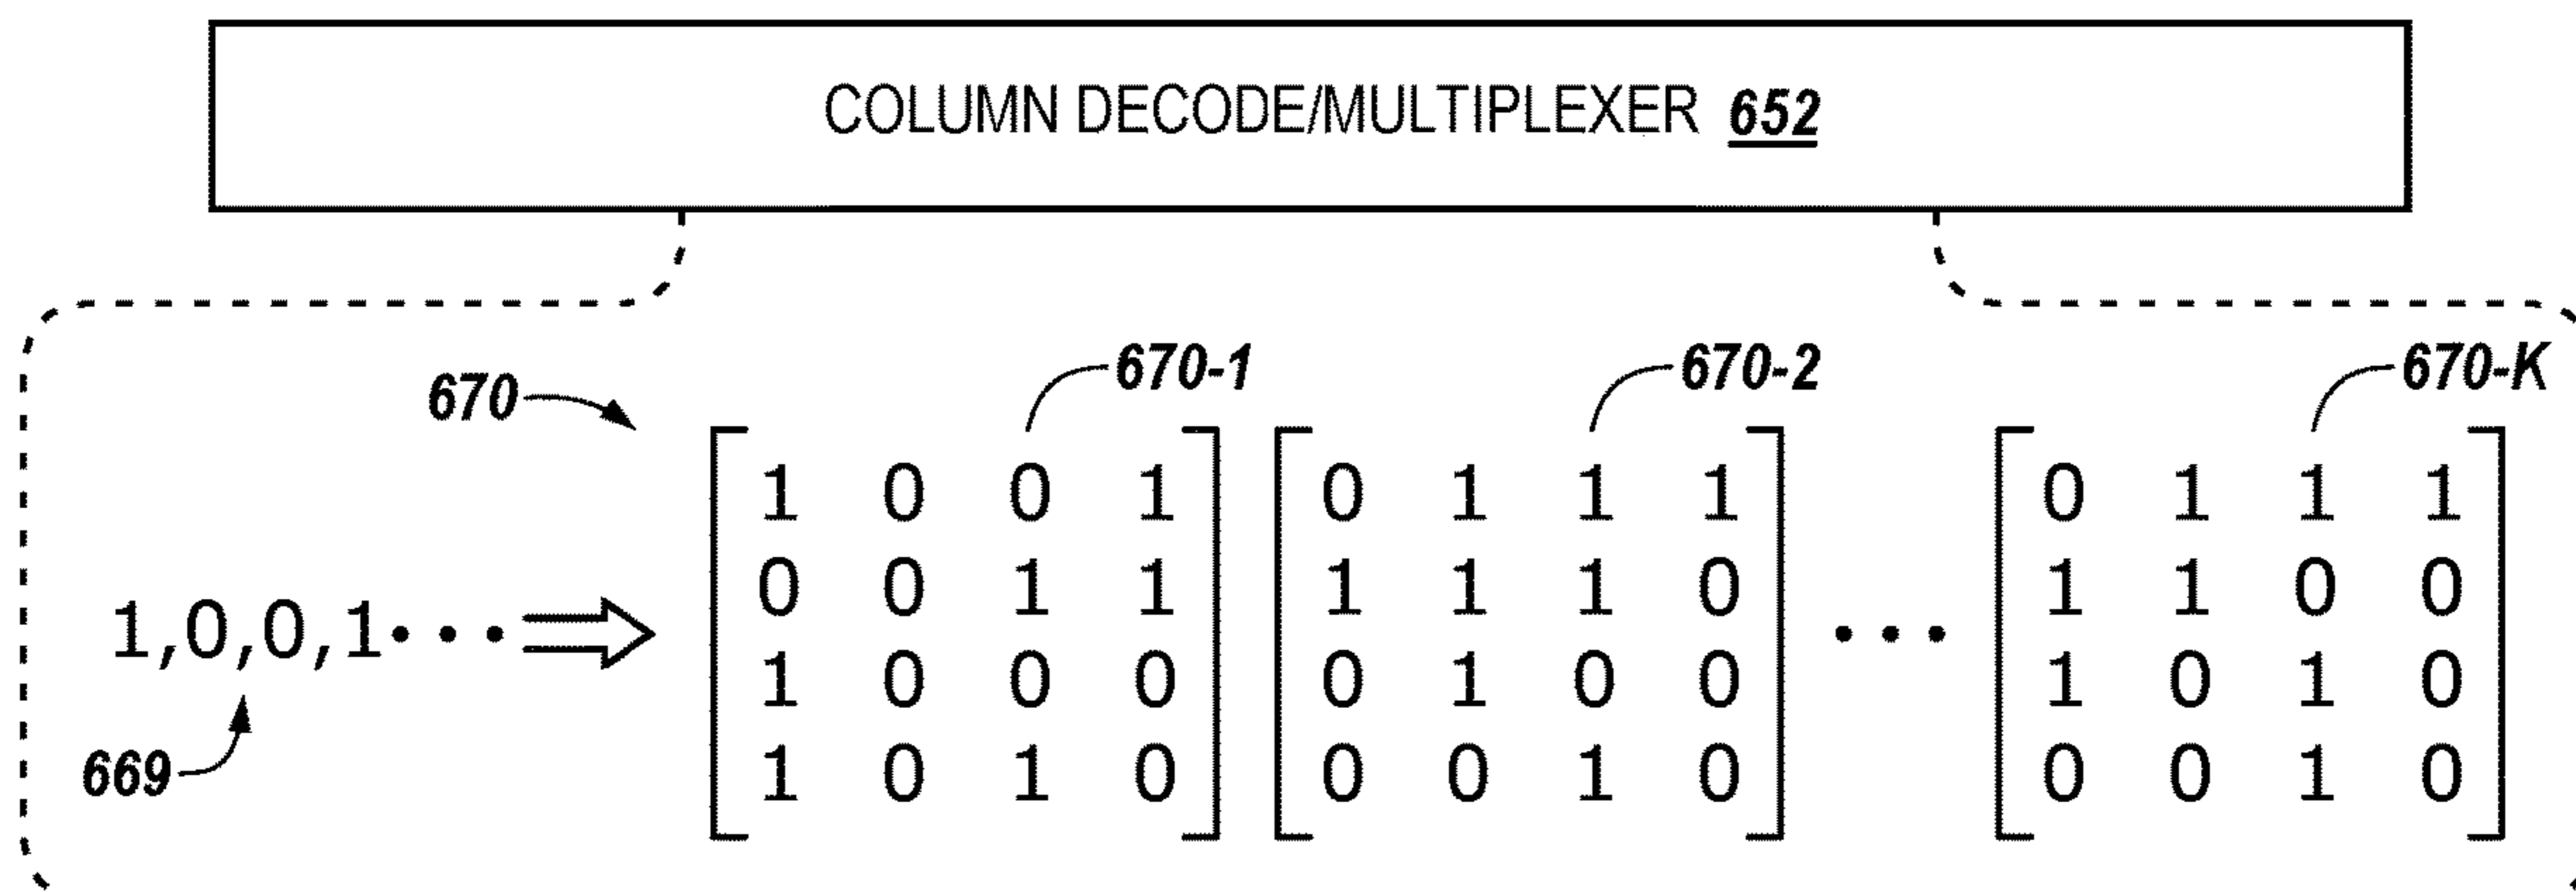 COLUMN DECODE/MULTIPLEXER 652
670 670-1 670-2 670-K
1 0 0 1 0 1 1 1 0 1 1 1
0 0 1 1 1 1 1 0 1 1 0 0
1,0,0,1••• •••
1 0 0 0 0 1 0 0 1 0 1 0
1 0 1 0 0 0 1 0 0 0 1 0
669